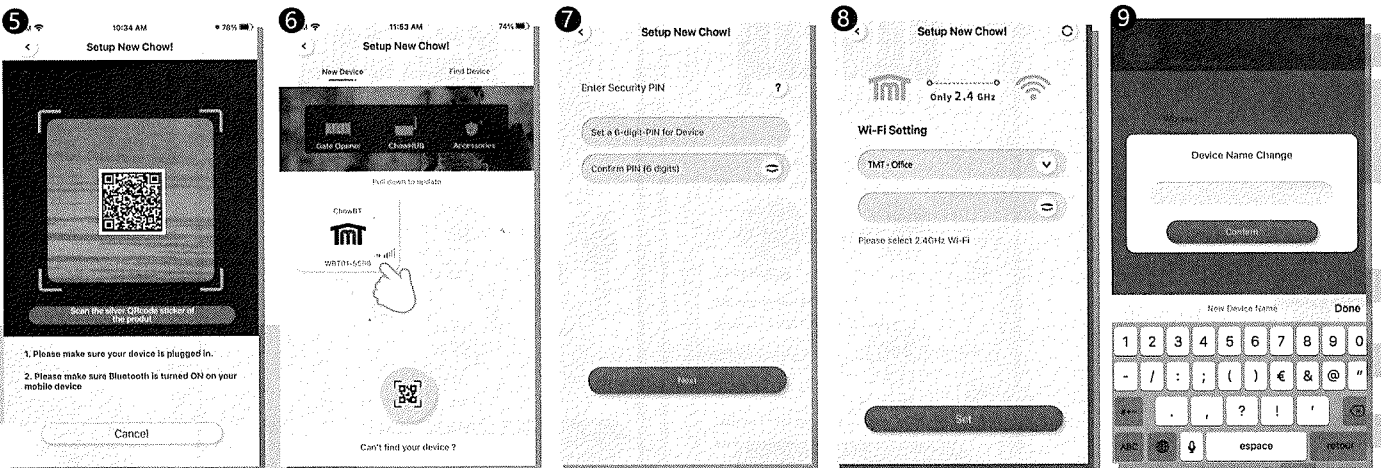 5
10:34 AM
76%
Setup New Chow!
Scan the silver QRcode sticker of
the produt
1. Please make sure your device is plugged in.
2. Please make sure Bluetooth is turned ON on your
mobile device
Cancel
6
11:53 AM
74%
Setup New Chow!
New Device
Find Device
Gate Opener
ChowHUB
Accessories
Pull down to update
ChowBT
TMT
Can't find your device ?
7
Setup New Chow!
Enter Security PIN
?
Set a 6-digit-PIN for Device
Confirm PIN (6 digits)
Next
8
Setup New Chow!
TMT
Only 2.4 GHz
Wi-Fi Setting
TMT - Office
Please select 2.4GHz Wi-Fi
Set
9
Device Name Change
Confirm
New Device Name
Done
1 2 3 4 5 6 7 8 9 0
- / : ; ( ) € & @ "
#+= . , ? ! '
ABC espace retour